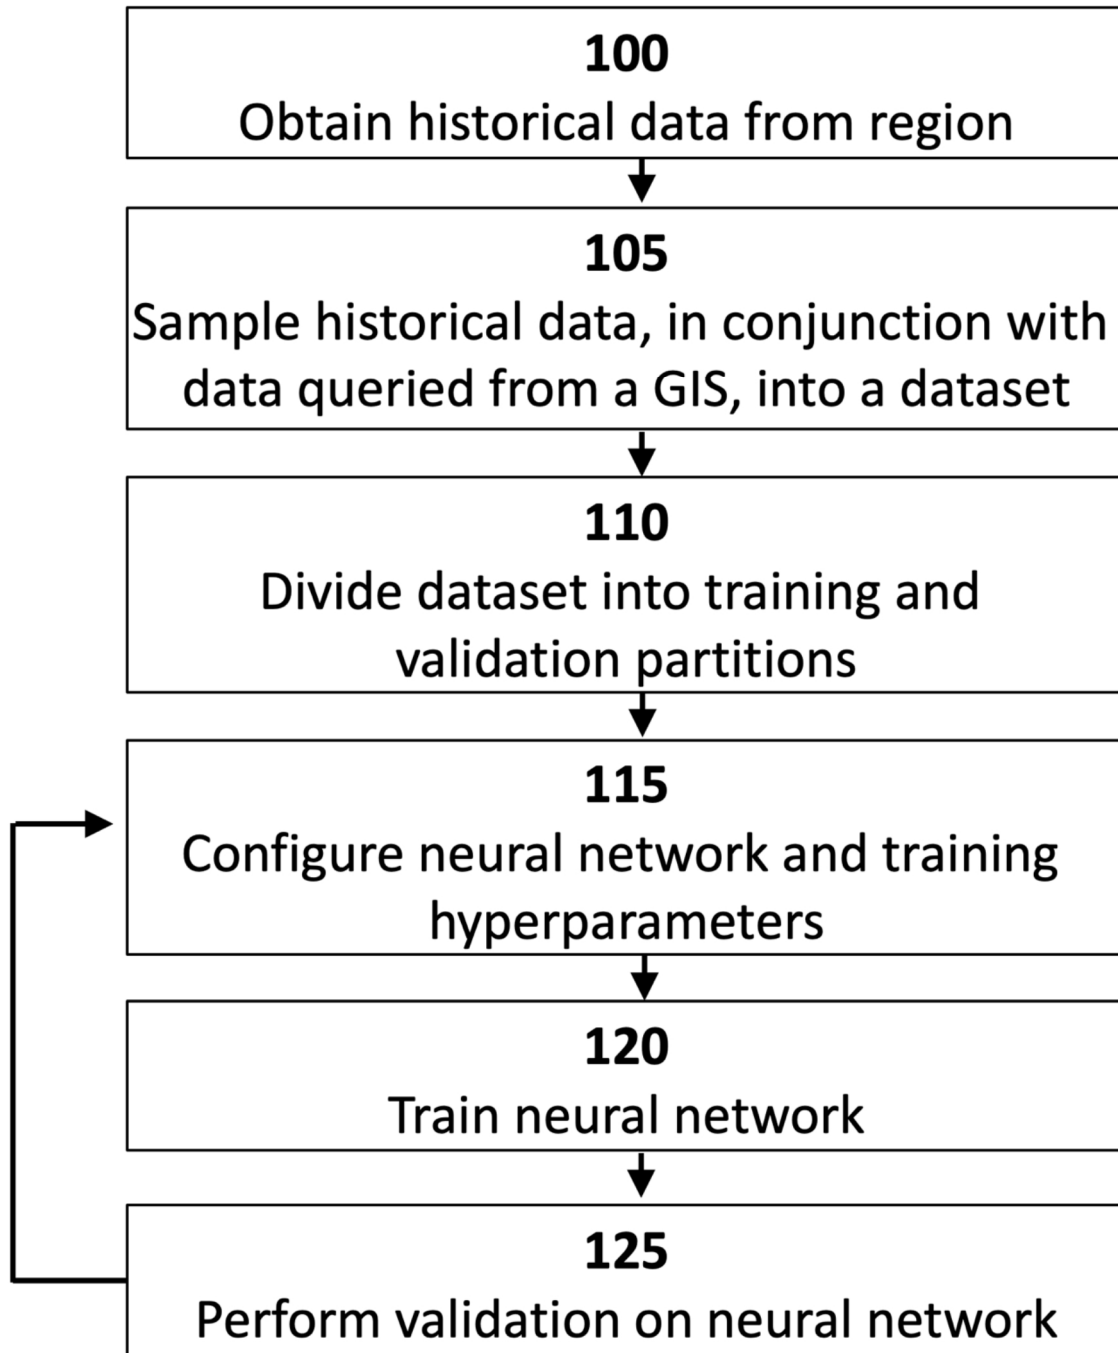 100
Obtain historical data from region
105
Sample historical data, in conjunction with
data queried from a GIS, into a dataset
110
Divide dataset into training and
validation partitions
115
Configure neural network and training
hyperparameters
120
Train neural network
125
Perform validation on neural network